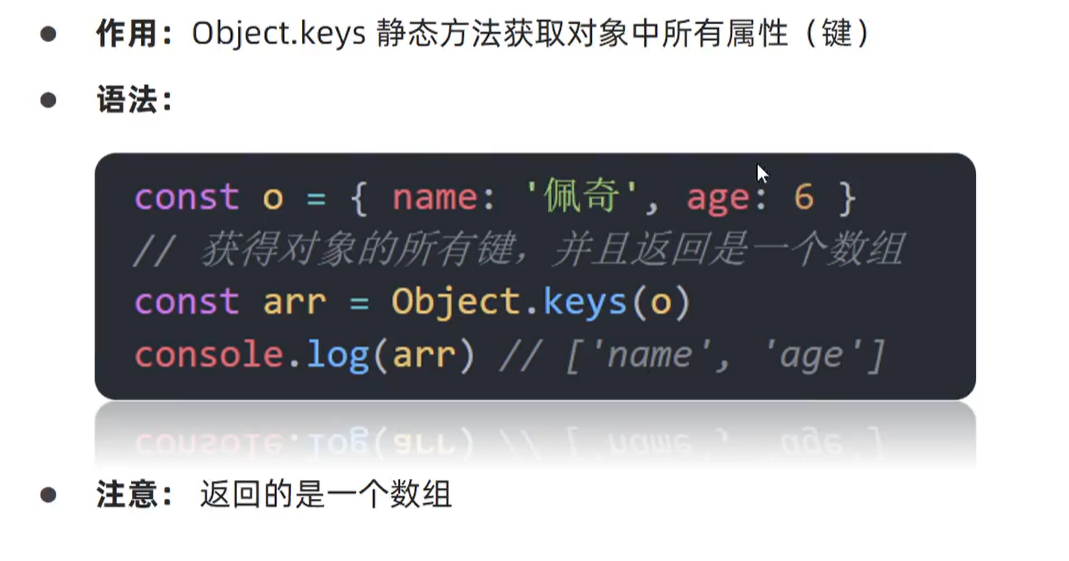 作用：Object.keys 静态方法获取对象中所有属性（键）
语法：
const o = { name: '佩奇', age: 6 }
// 获得对象的所有键，并且返回是一个数组
const arr = Object.keys(o)
console.log(arr) // ['name', 'age']
注意： 返回的是一个数组